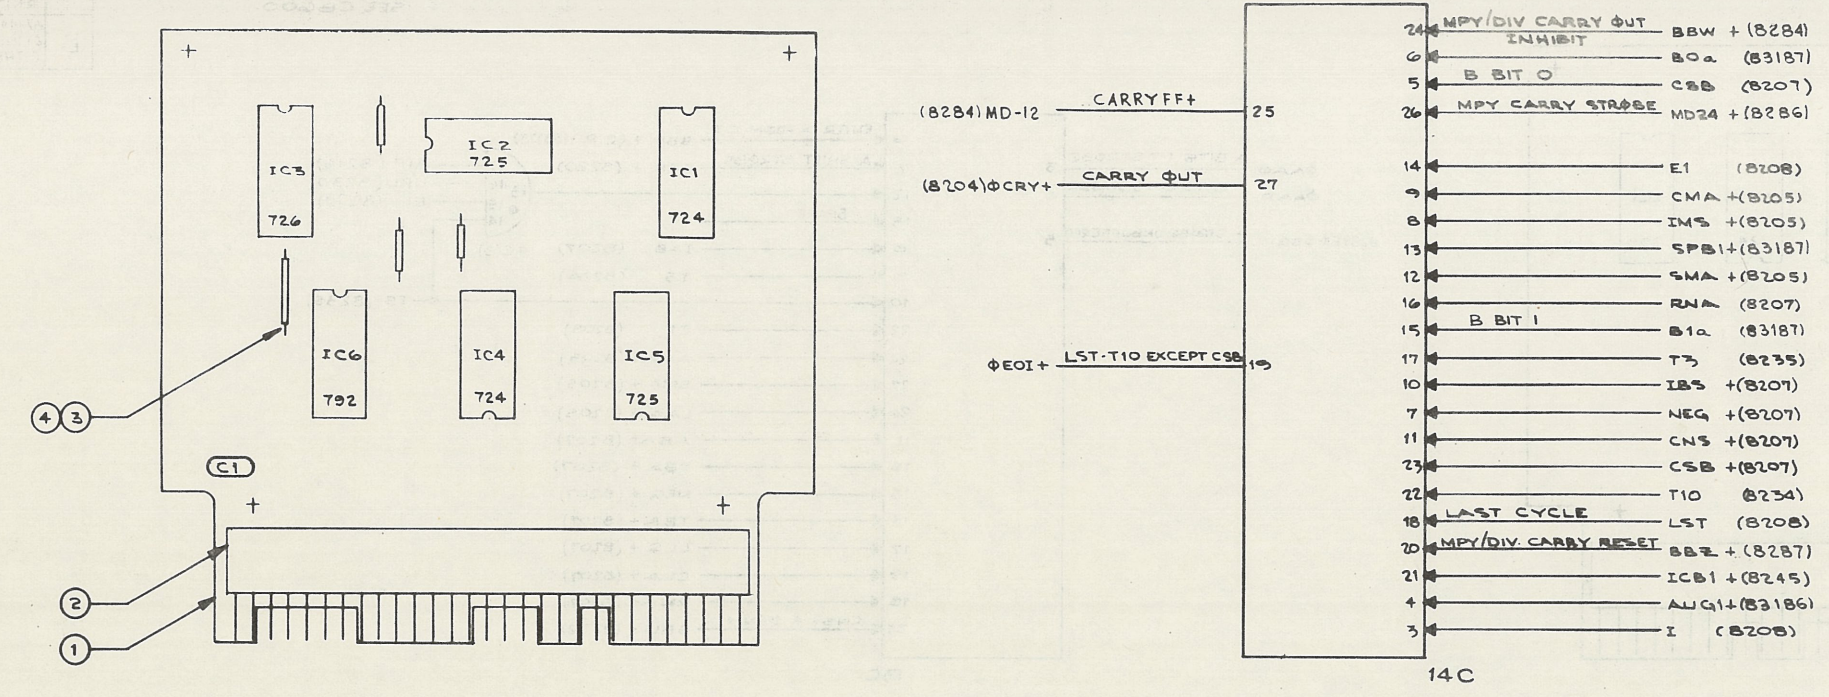 IC3
726
IC2
725
IC1
724
IC6
792
IC4
724
IC5
725
4 3
C1
2
1
(8284)MD-12 CARRYFF+ 25
(8204)ΦCRY+ CARRY ΦUT 27
ΦEOI+ LST-T10 EXCEPT CSB 19
24 MPY/DIV CARRY ΦUT INHIBIT BBW +(8284)
6 B0a (83187)
5 B BIT 0 CSB (8207)
26 MPY CARRY STRΦBE MD24 +(8286)
14 E1 (8208)
9 CMA +(8205)
8 IMS +(8205)
13 SPB1+(83187)
12 SMA +(8205)
16 RNA (8207)
15 B BIT 1 B1a (83187)
17 T3 (8235)
10 IBS +(8207)
7 NEG +(8207)
11 CNS +(8207)
23 CSB +(8207)
22 T10 (8234)
18 LAST CYCLE LST (8208)
20 MPY/DIV. CARRY RESET BBZ +(8287)
21 ICB1 +(8245)
4 AUG1+(83186)
3 I (8208)
14C